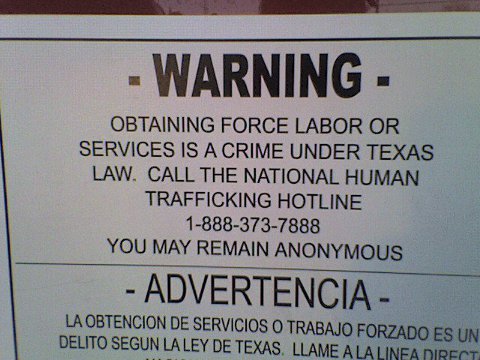 - WARNING -
OBTAINING FORCE LABOR OR
SERVICES IS A CRIME UNDER TEXAS
LAW. CALL THE NATIONAL HUMAN
TRAFFICKING HOTLINE
1-888-373-7888
YOU MAY REMAIN ANONYMOUS
- ADVERTENCIA -
LA OBTENCION DE SERVICIOS O TRABAJO FORZADO ES UN
DELITO SEGUN LA LEY DE TEXAS. LLAME A LA LINEA DIRECT